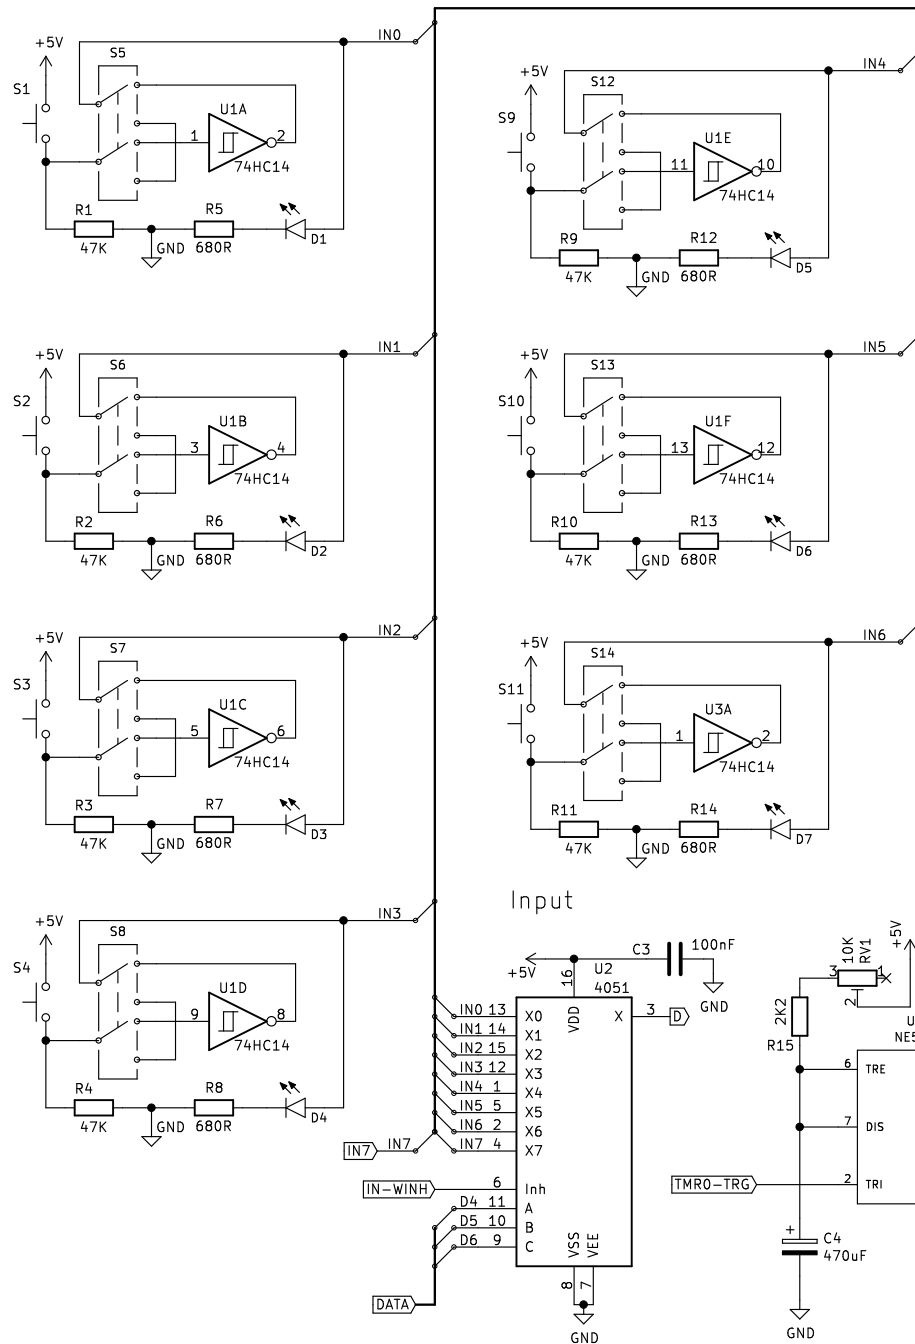 IN0
+5V
S5
S1
U1A
1
2
74HC14
R1
R5
47K
GND
680R
D1
IN4
+5V
S12
S9
U1E
11
10
74HC14
R9
R12
47K
GND
680R
D5
IN1
+5V
S6
S2
U1B
3
4
74HC14
R2
R6
47K
GND
680R
D2
IN5
+5V
S13
S10
U1F
13
12
74HC14
R10
R13
47K
GND
680R
D6
IN2
+5V
S7
S3
U1C
5
6
74HC14
R3
R7
47K
GND
680R
D3
IN6
+5V
S14
S11
U3A
1
2
74HC14
R11
R14
47K
GND
680R
D7
IN3
+5V
S8
S4
U1D
9
8
74HC14
R4
R8
47K
GND
680R
D4
Input
+5V
C3
100nF
GND
16
U2
4051
VDD
IN0 13 X0
IN1 14 X1
IN2 15 X2
IN3 12 X3
IN4 1 X4
IN5 5 X5
IN6 2 X6
IN7 IN7 IN7 4 X7
X 3 D
IN-WINH 6 Inh
D4 11 A
D5 10 B
D6 9 C
DATA
VSS
VEE
8
7
GND
10K
RV1
3
1
2
+5V
2K2
R15
U
NE5
6 TRE
7 DIS
TMR0-TRG 2 TRI
+
C4
470uF
GND